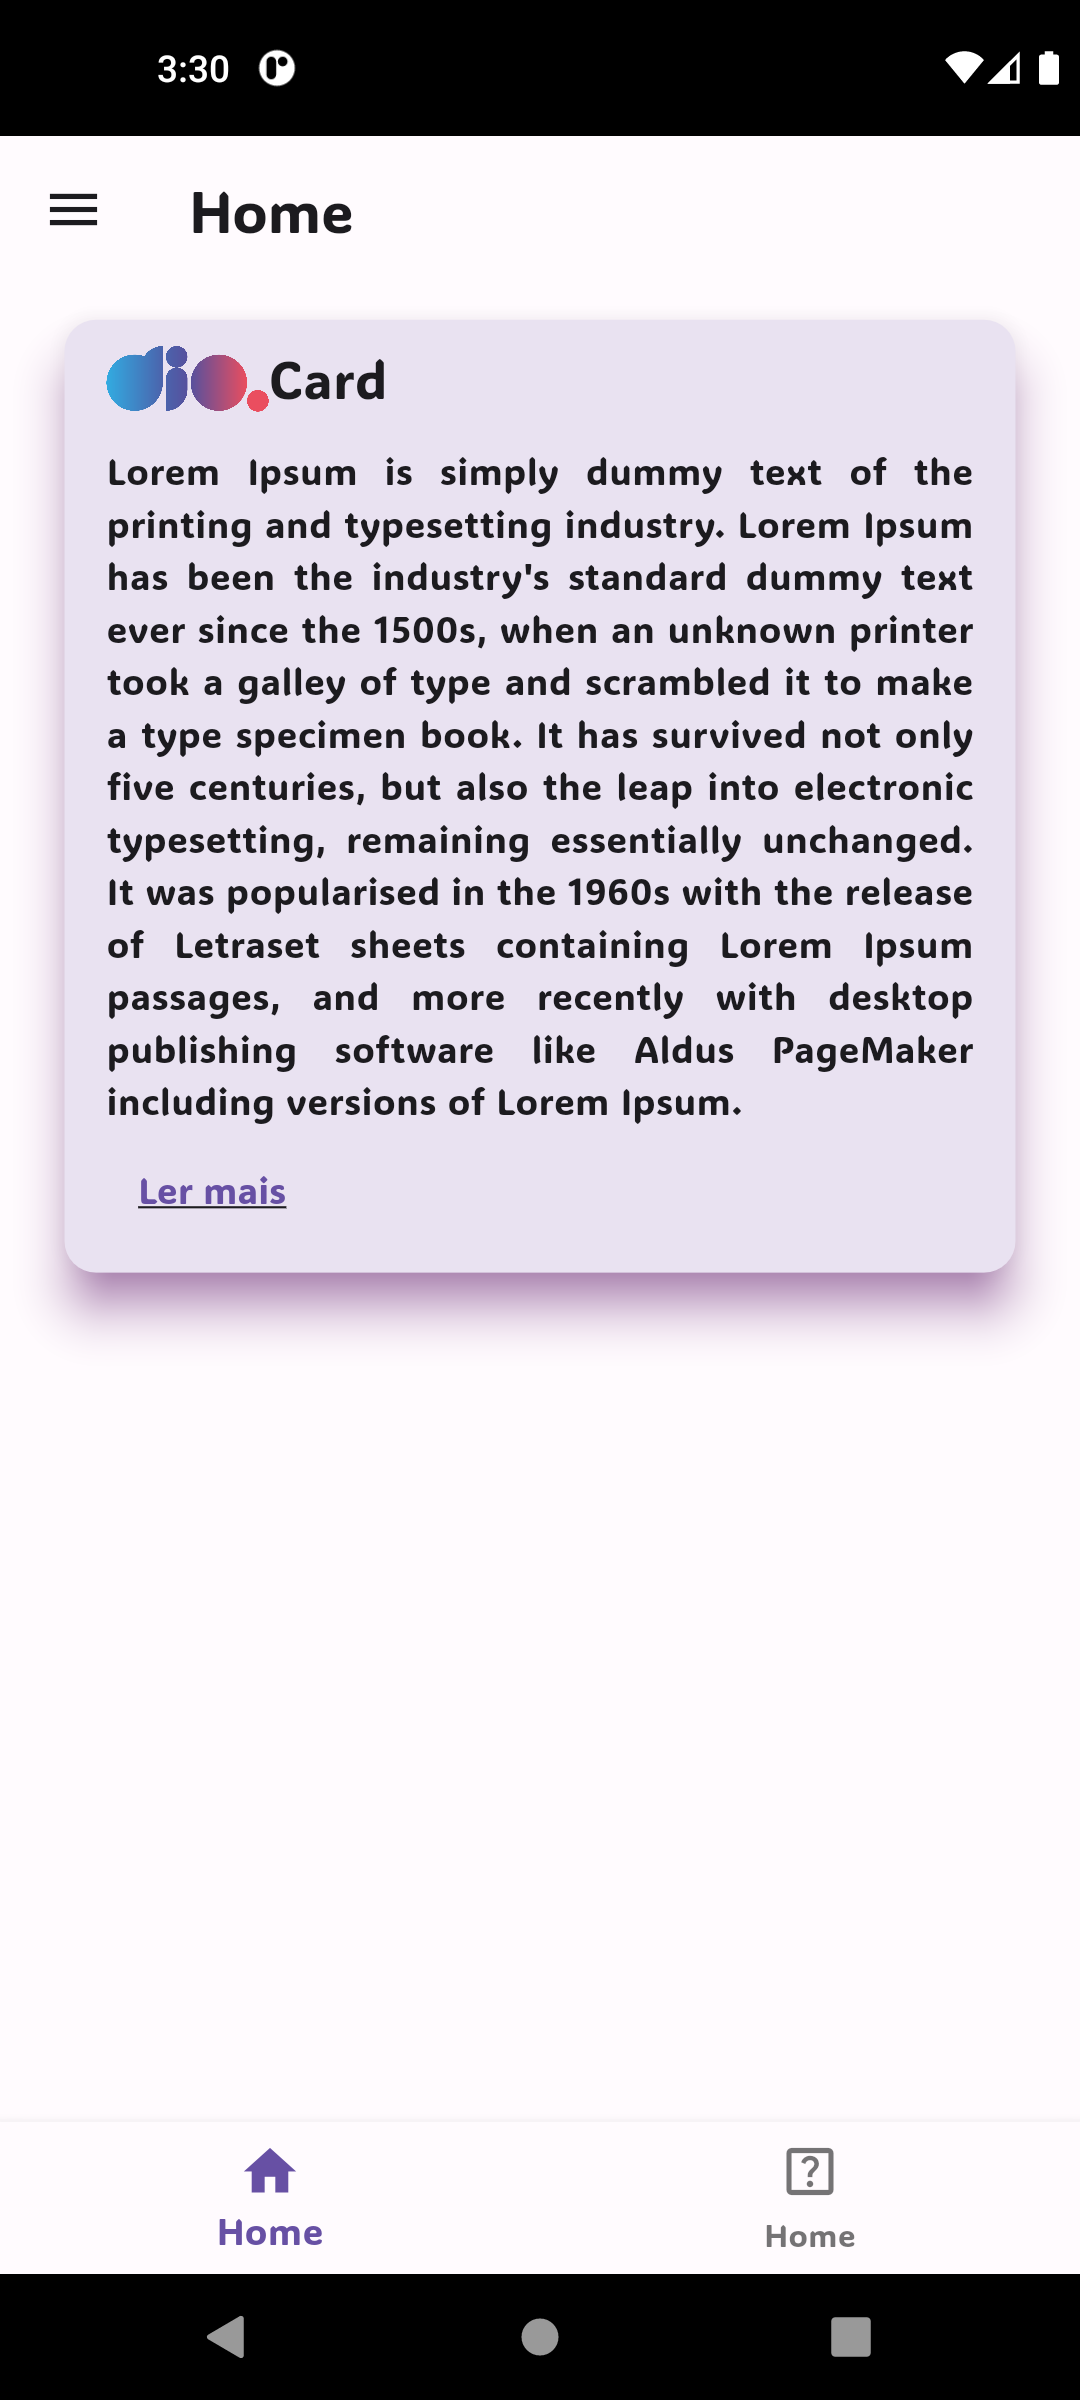 3:30
Home
dio.Card
Lorem Ipsum is simply dummy text of the
printing and typesetting industry. Lorem Ipsum
has been the industry's standard dummy text
ever since the 1500s, when an unknown printer
took a galley of type and scrambled it to make
a type specimen book. It has survived not only
five centuries, but also the leap into electronic
typesetting, remaining essentially unchanged.
It was popularised in the 1960s with the release
of Letraset sheets containing Lorem Ipsum
passages, and more recently with desktop
publishing software like Aldus PageMaker
including versions of Lorem Ipsum.
Ler mais
Home
Home